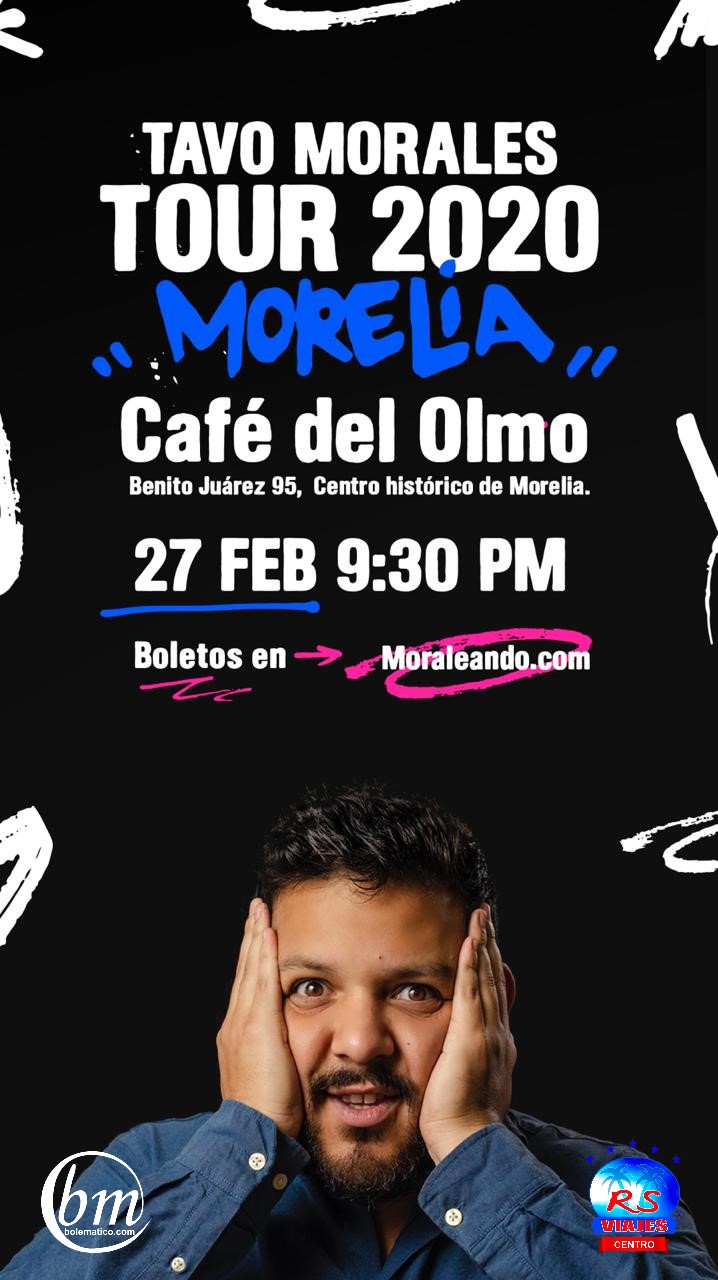 TAVO MORALES
TOUR 2020
"MORELiA"
Café del Olmo
Benito Juárez 95, Centro histórico de Morelia.
27 FEB 9:30 PM
Boletos en → Moraleando.com
bm
bolematico.com
RS
VIAJES
CENTRO